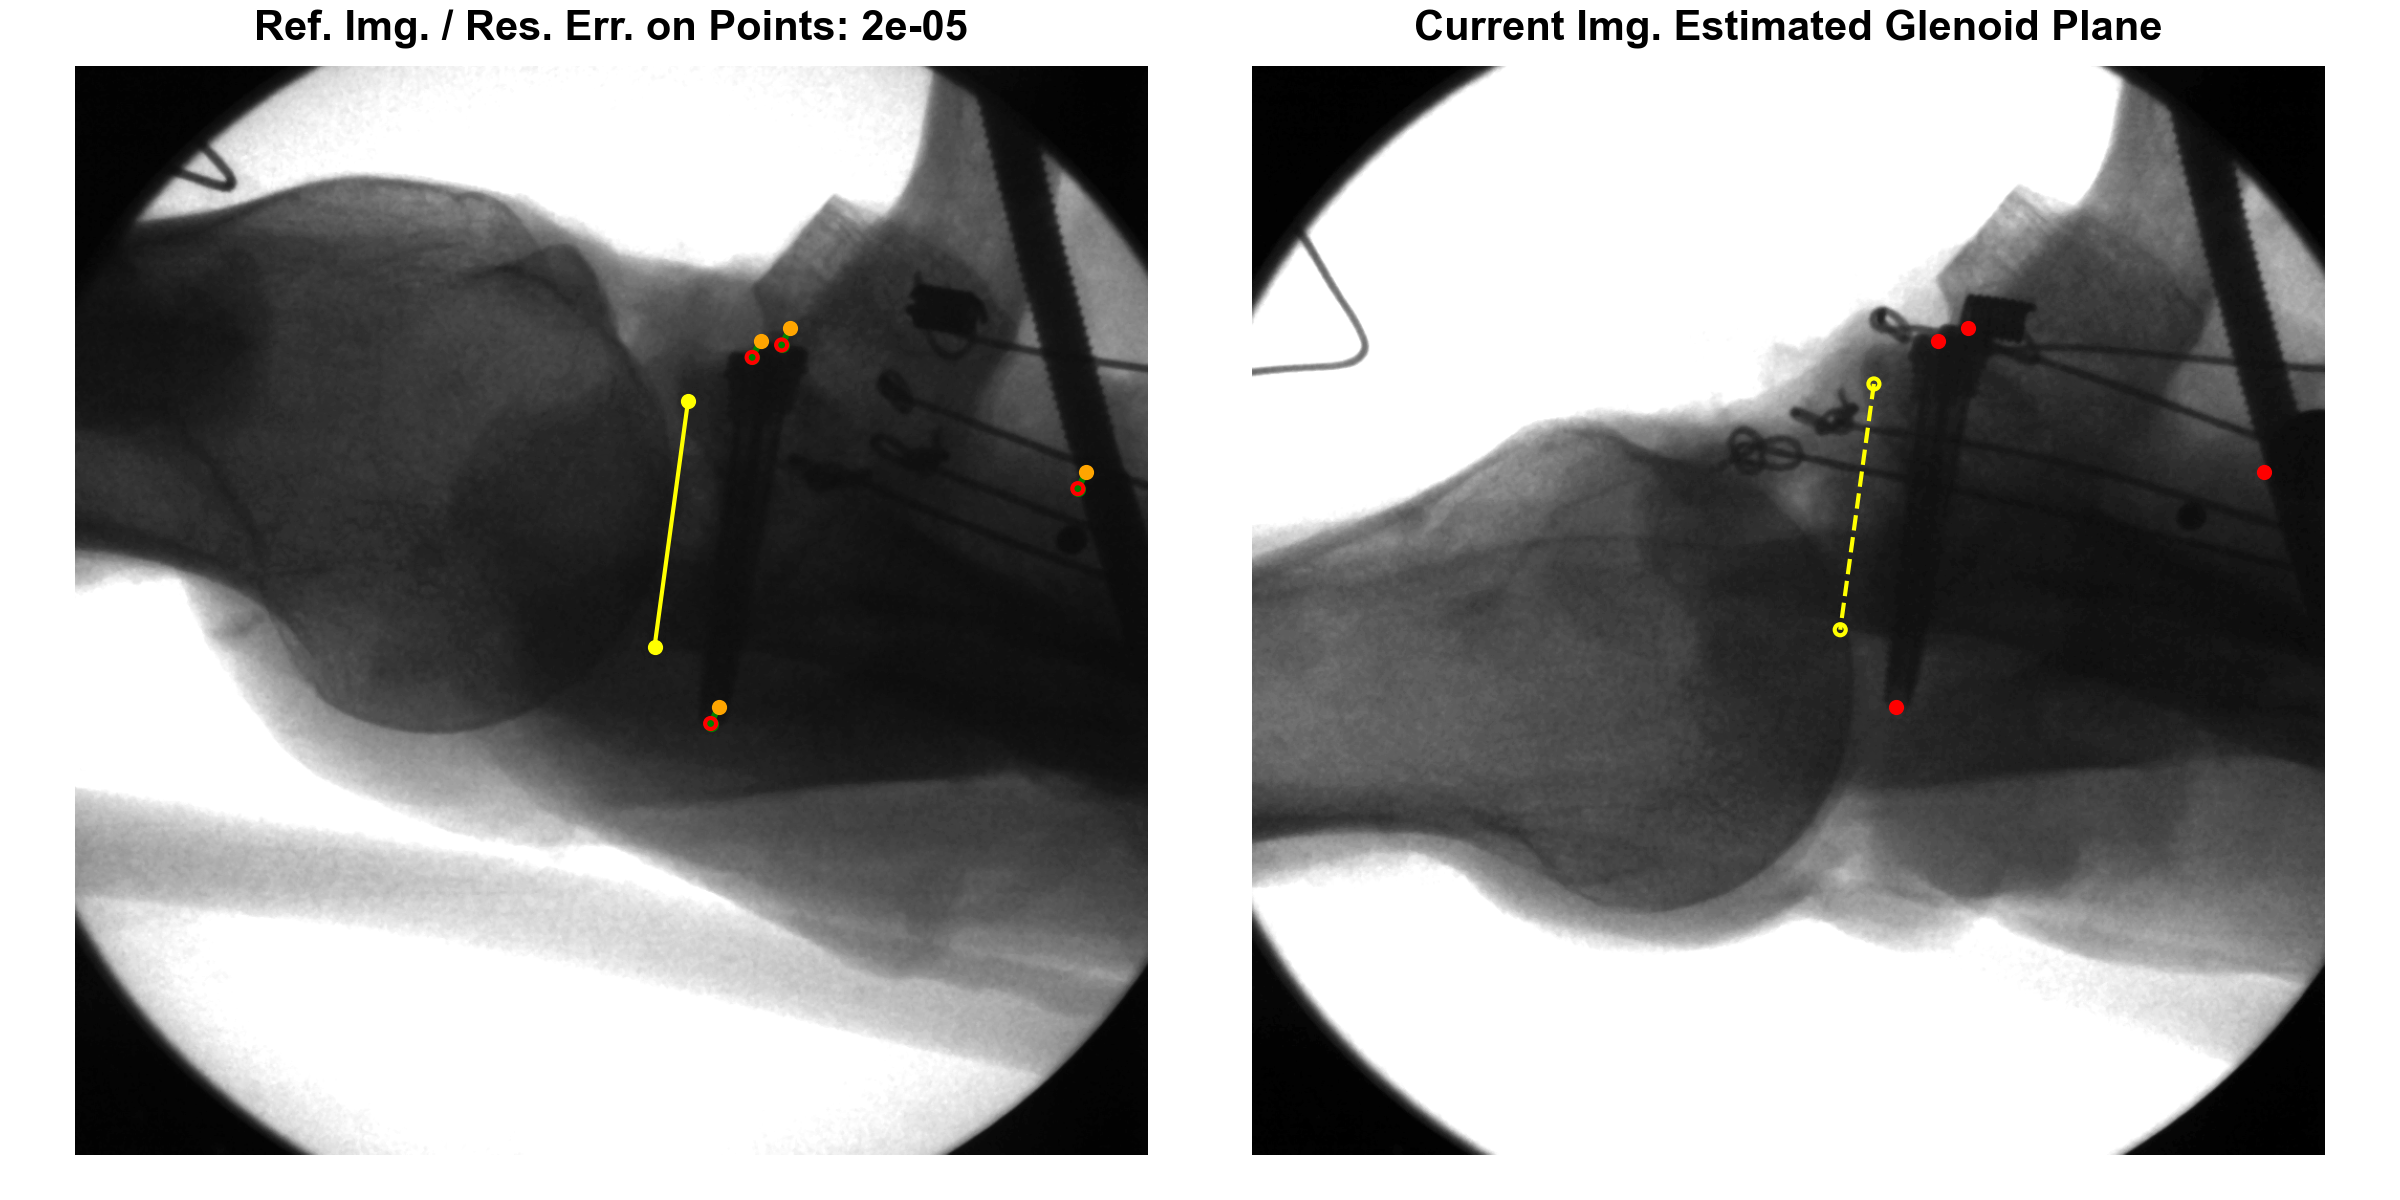 Ref. Img. / Res. Err. on Points: 2e-05
Current Img. Estimated Glenoid Plane